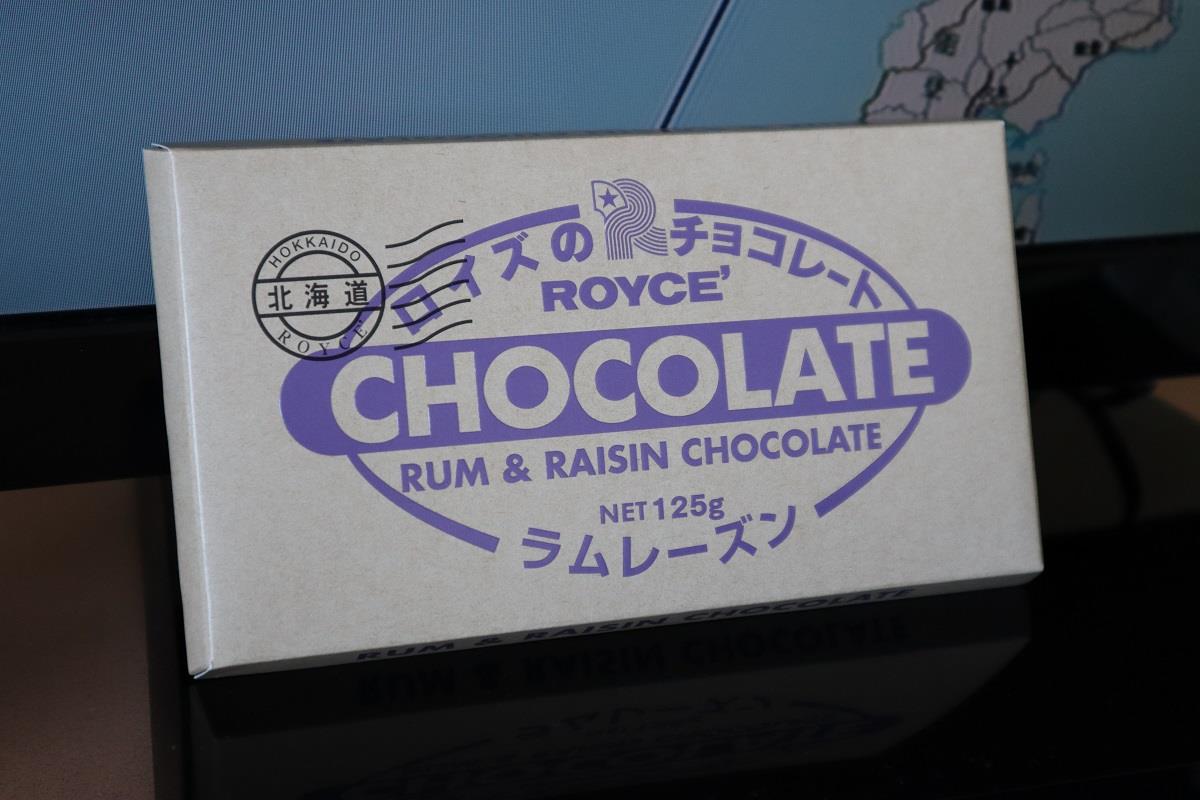 ロイズのチョコレート
ROYCE'
HOKKAIDO
北海道
ROYCE'
CHOCOLATE
RUM & RAISIN CHOCOLATE
NET 125g
ラムレーズン
RUM & RAISIN CHOCOLATE